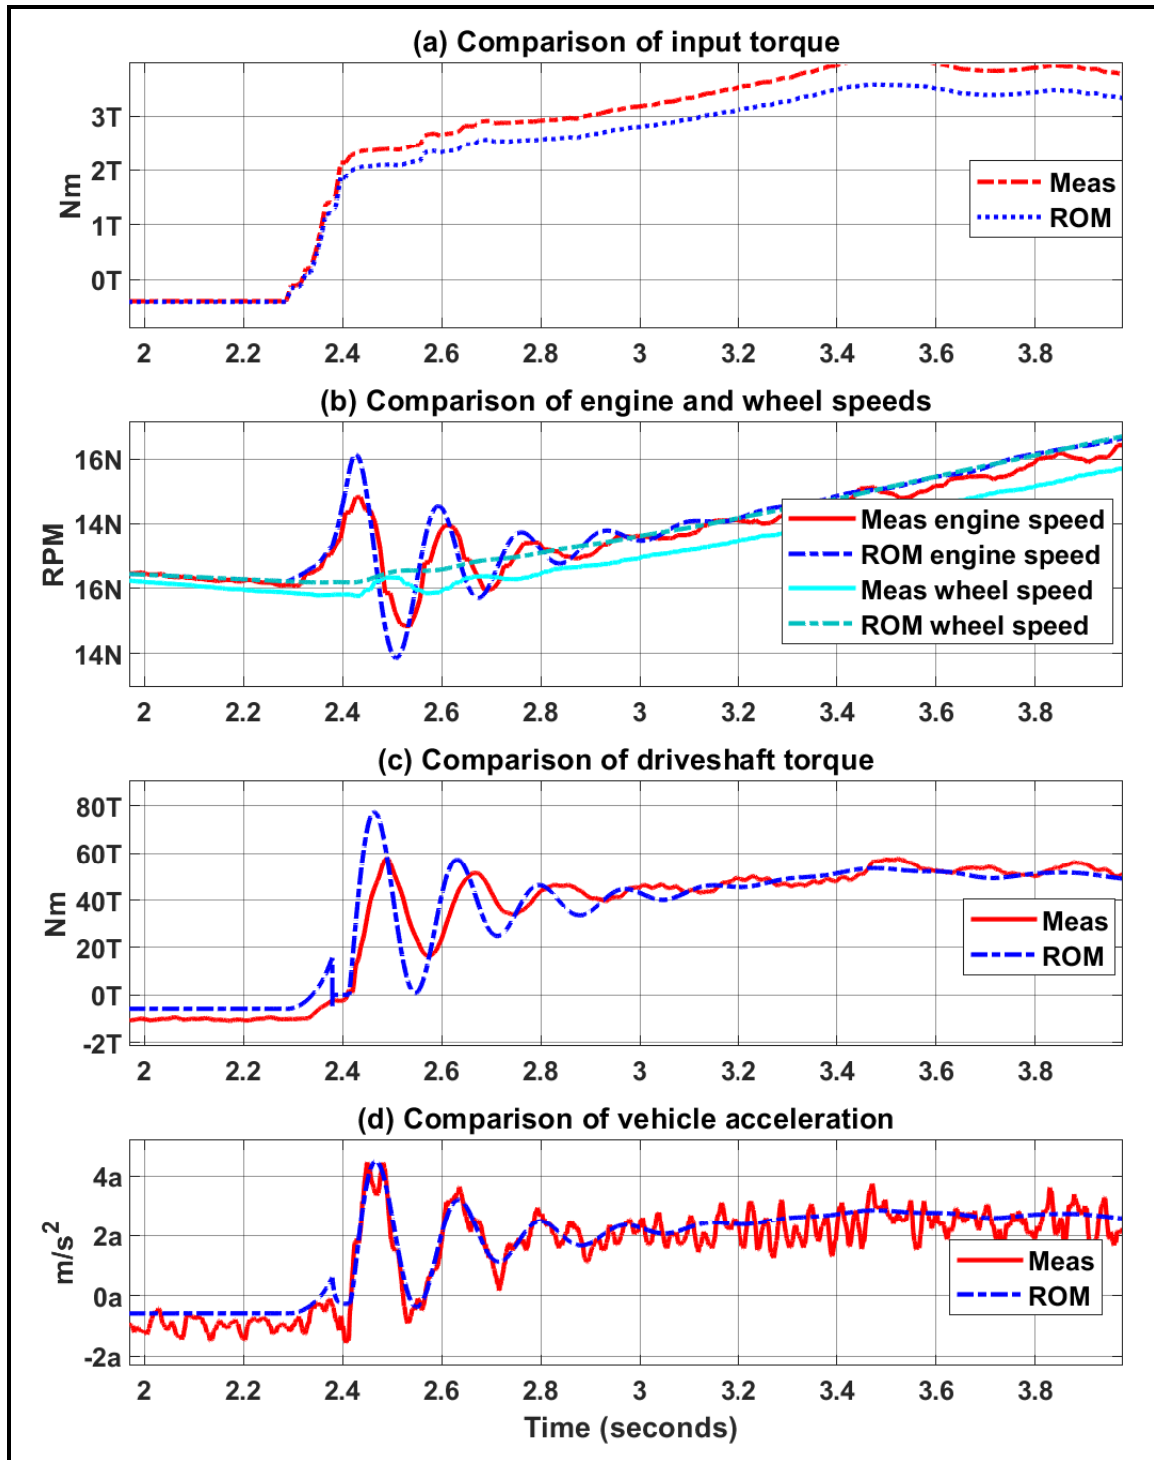 (a) Comparison of input torque
3T
2T
1T
0T
Nm
Meas
ROM
2 2.2 2.4 2.6 2.8 3 3.2 3.4 3.6 3.8
(b) Comparison of engine and wheel speeds
16N
14N
16N
14N
RPM
Meas engine speed
ROM engine speed
Meas wheel speed
ROM wheel speed
2 2.2 2.4 2.6 2.8 3 3.2 3.4 3.6 3.8
(c) Comparison of driveshaft torque
80T
60T
40T
20T
0T
-2T
Nm
Meas
ROM
2 2.2 2.4 2.6 2.8 3 3.2 3.4 3.6 3.8
(d) Comparison of vehicle acceleration
4a
2a
0a
-2a
m/s²
Meas
ROM
2 2.2 2.4 2.6 2.8 3 3.2 3.4 3.6 3.8
Time (seconds)